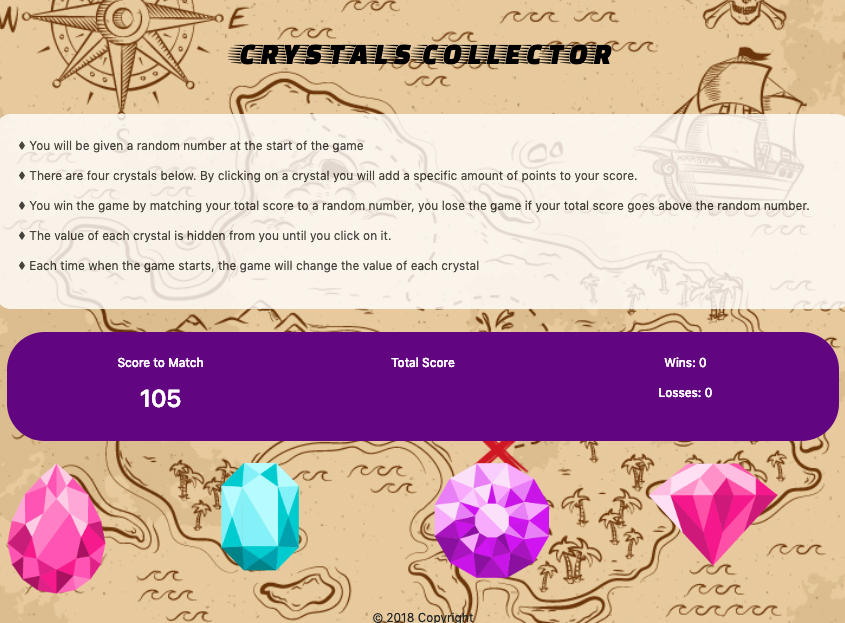 W E
CRYSTALS COLLECTOR
S
♦ You will be given a random number at the start of the game
♦ There are four crystals below. By clicking on a crystal you will add a specific amount of points to your score.
♦ You win the game by matching your total score to a random number, you lose the game if your total score goes above the random number.
♦ The value of each crystal is hidden from you until you click on it.
♦ Each time when the game starts, the game will change the value of each crystal
Score to Match Total Score Wins: 0
105 Losses: 0
© 2018 Copyright